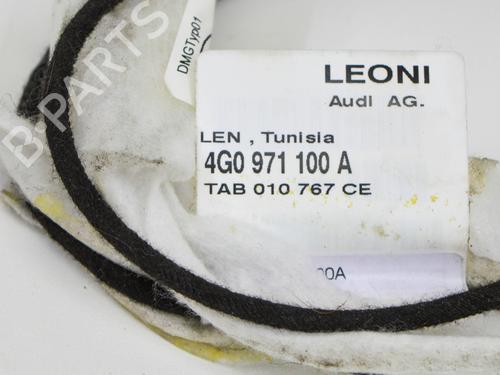 DMGTyp01
LEONI
Audi AG.
LEN , Tunisia
4G0 971 100 A
TAB 010 767 CE
00A
B-PARTS